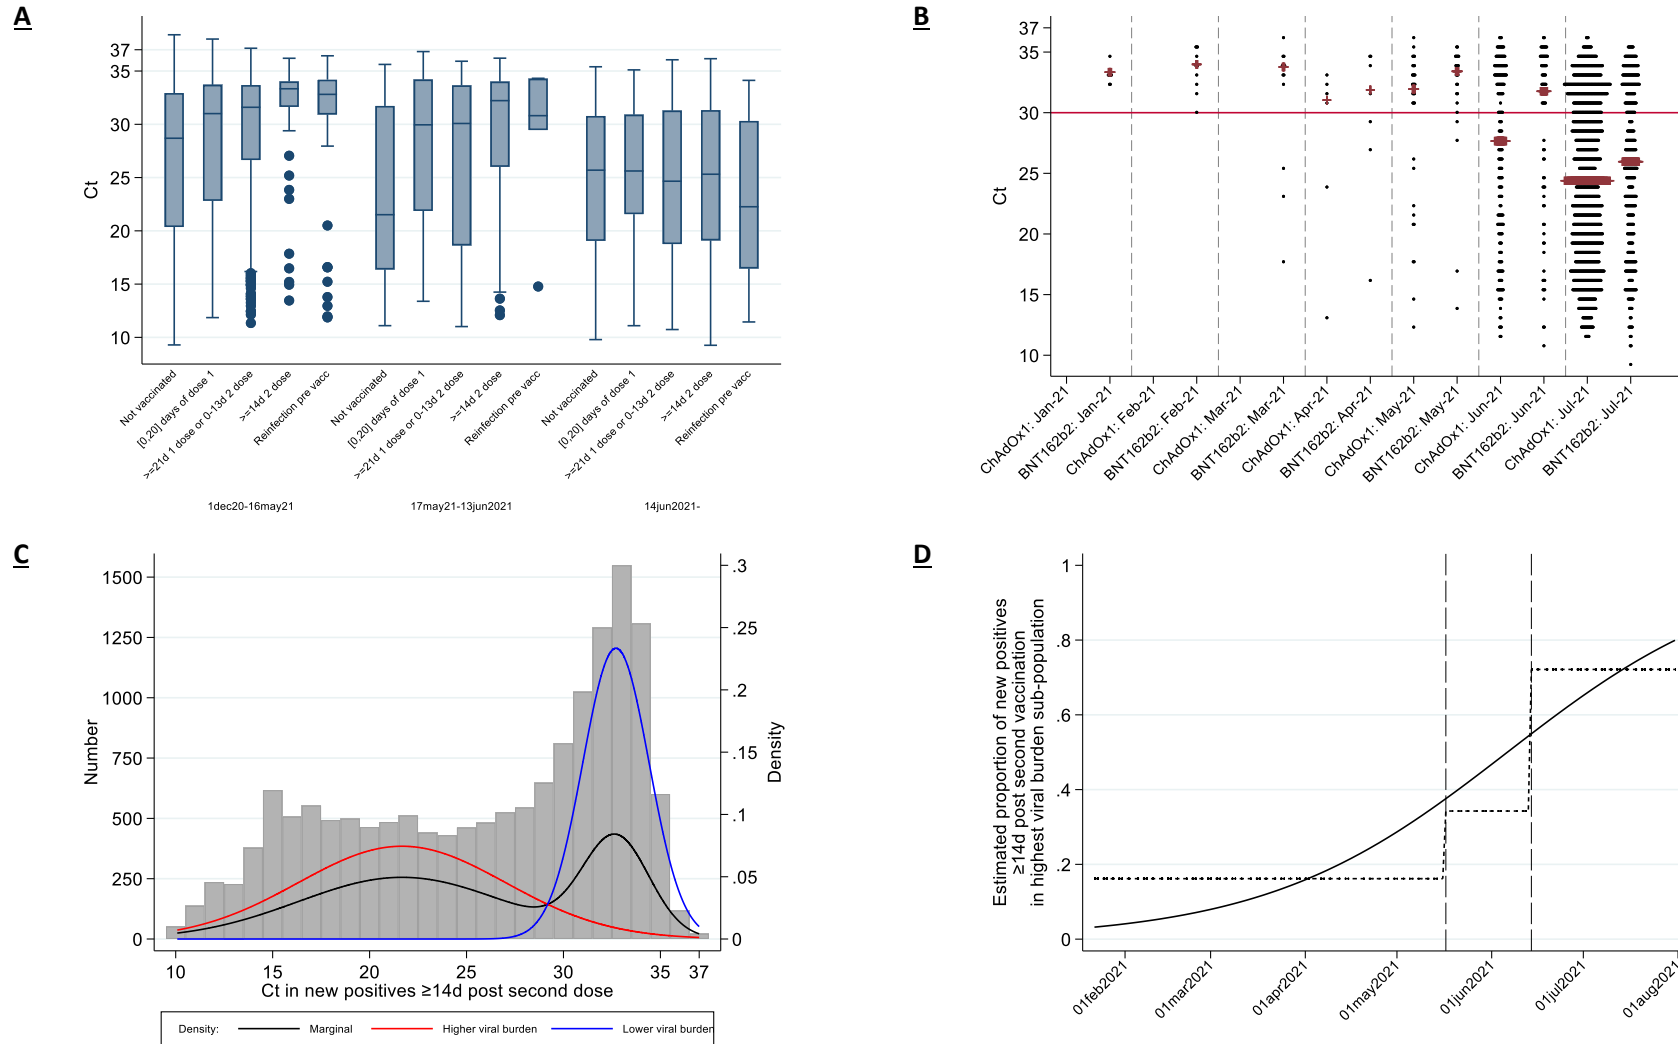 A
37
35
30
25
20
15
10
Ct
Not vaccinated
[0,20] days of dose 1
>=21d 1 dose or 0-13d 2 dose
>=14d 2 dose
Reinfection pre vacc
Not vaccinated
[0,20] days of dose 1
>=21d 1 dose or 0-13d 2 dose
>=14d 2 dose
Reinfection pre vacc
Not vaccinated
[0,20] days of dose 1
>=21d 1 dose or 0-13d 2 dose
>=14d 2 dose
Reinfection pre vacc
1dec20-16may21
17may21-13jun2021
14jun2021-
B
37
35
30
25
20
15
10
Ct
ChAdOx1: Jan-21
BNT162b2: Jan-21
ChAdOx1: Feb-21
BNT162b2: Feb-21
ChAdOx1: Mar-21
BNT162b2: Mar-21
ChAdOx1: Apr-21
BNT162b2: Apr-21
ChAdOx1: May-21
BNT162b2: May-21
ChAdOx1: Jun-21
BNT162b2: Jun-21
ChAdOx1: Jul-21
BNT162b2: Jul-21
C
1500
1250
1000
750
500
250
0
Number
.3
.25
.2
.15
.1
.05
0
Density
10
15
20
25
30
35
37
Ct in new positives ≥14d post second dose
Density:
Marginal
Higher viral burden
Lower viral burden
D
1
.8
.6
.4
.2
0
Estimated proportion of new positives
≥14d post second vaccination
in highest viral burden sub-population
01feb2021
01mar2021
01apr2021
01may2021
01jun2021
01jul2021
01aug2021